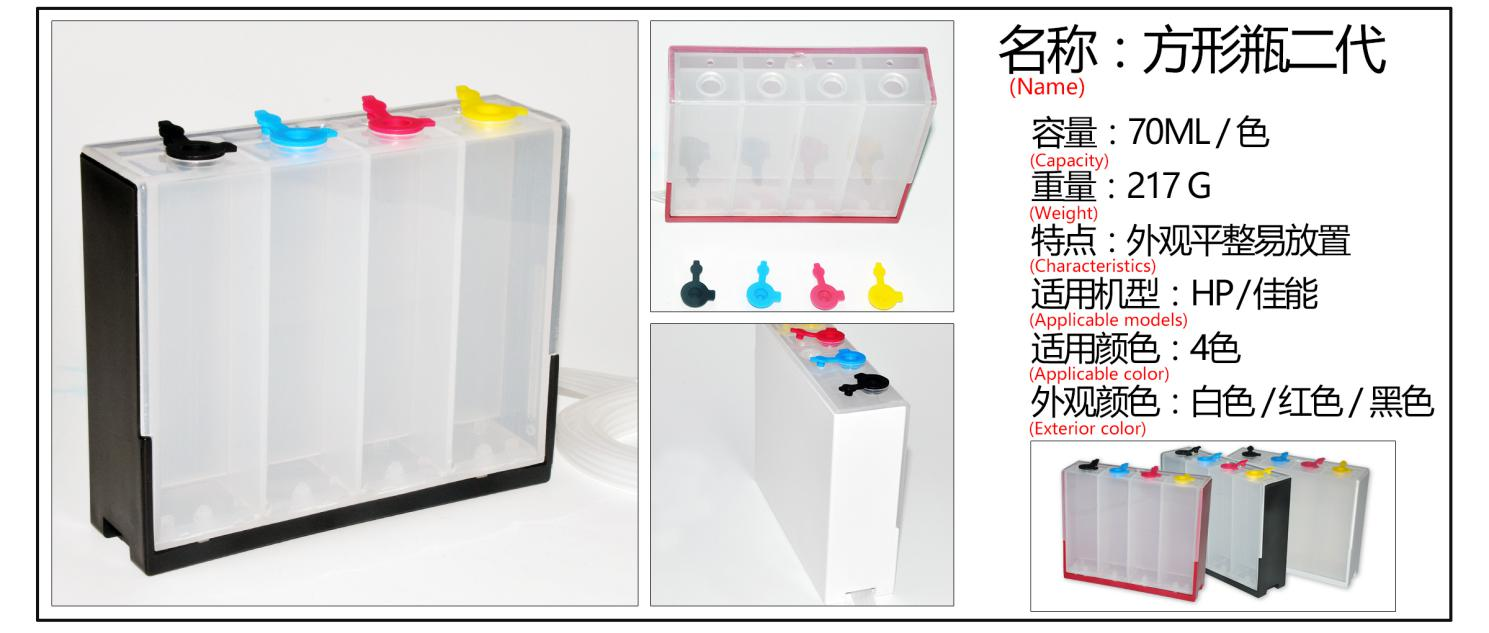 名称：方形瓶二代
(Name)
容量：70ML / 色
(Capacity)
重量：217 G
(Weight)
特点：外观平整易放置
(Characteristics)
适用机型：HP / 佳能
(Applicable models)
适用颜色：4色
(Applicable color)
外观颜色：白色 / 红色 / 黑色
(Exterior color)